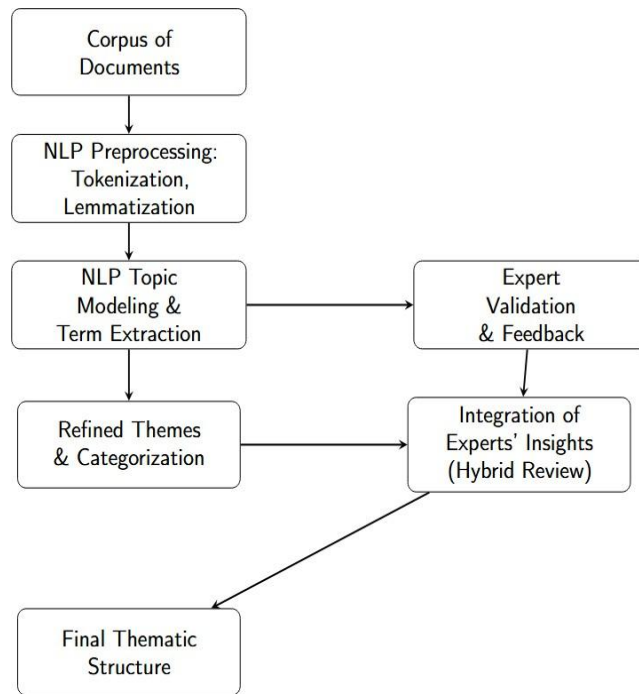 Corpus of
Documents
NLP Preprocessing:
Tokenization,
Lemmatization
NLP Topic
Modeling &
Term Extraction
Expert
Validation
& Feedback
Refined Themes
& Categorization
Integration of
Experts' Insights
(Hybrid Review)
Final Thematic
Structure